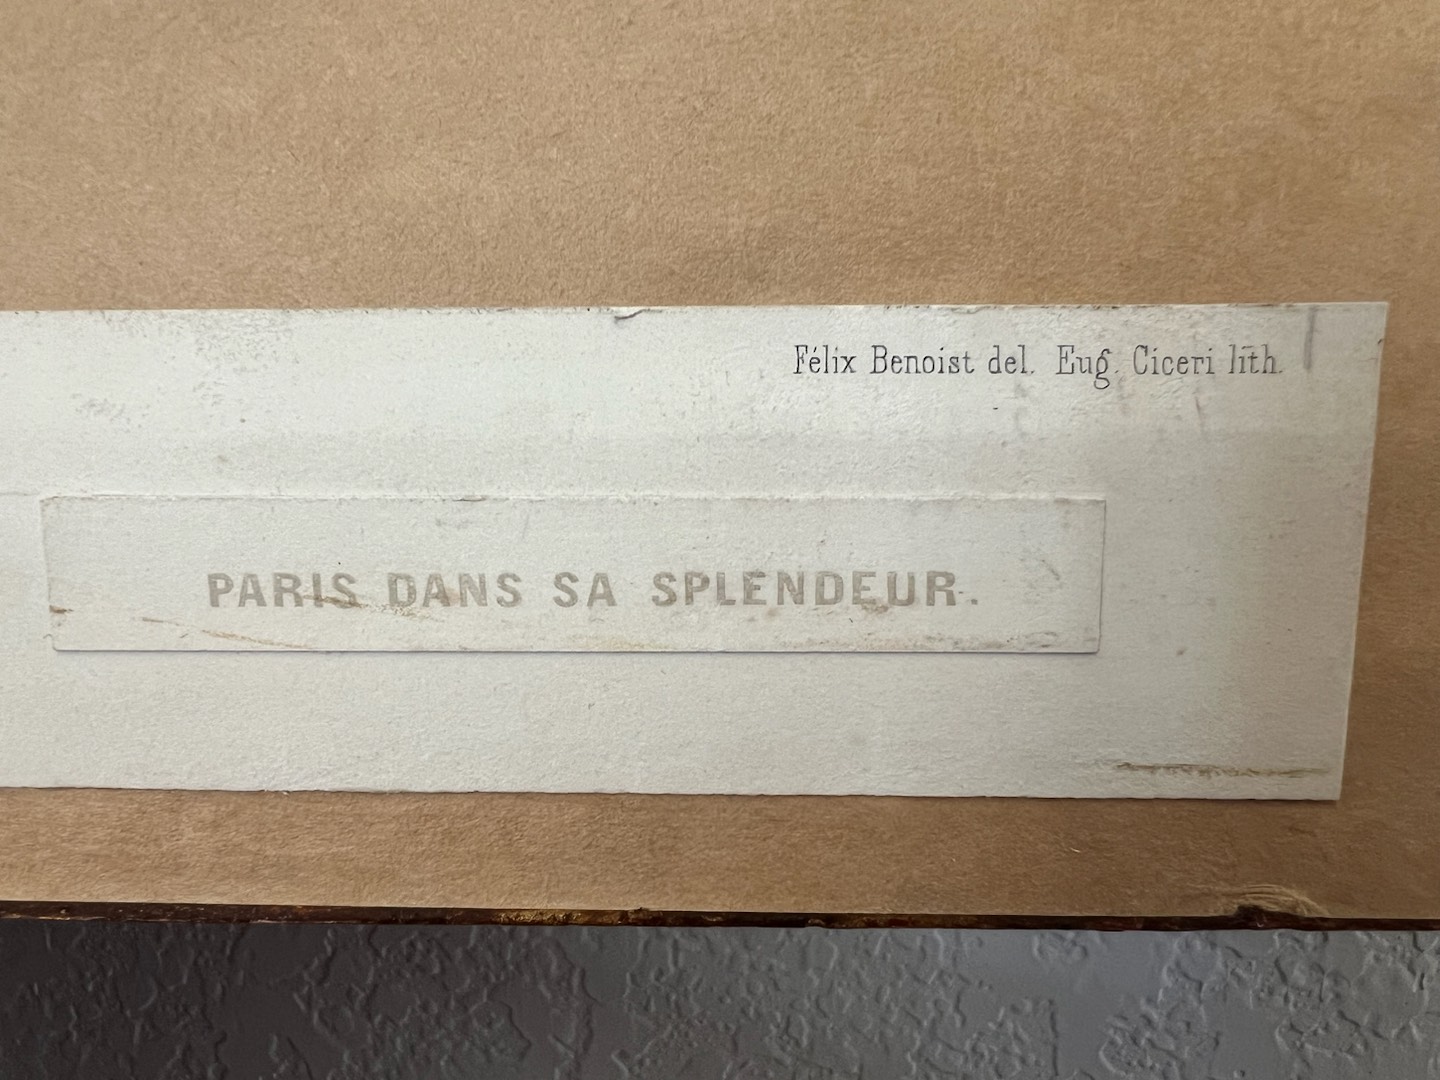 Félix Benoist del. Eug. Ciceri lith.
PARIS DANS SA SPLENDEUR.